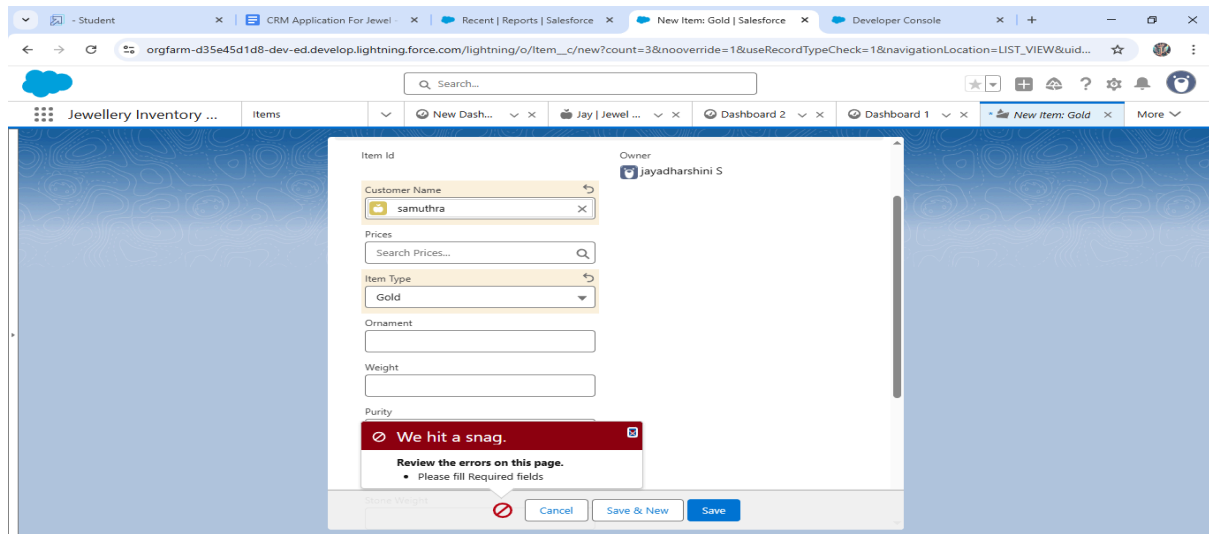 - Student
CRM Application For Jewel -
Recent | Reports | Salesforce
New Item: Gold | Salesforce
Developer Console
orgfarm-d35e45d1d8-dev-ed.develop.lightning.force.com/lightning/o/Item__c/new?count=3&nooverride=1&useRecordTypeCheck=1&navigationLocation=LIST_VIEW&uid...
Search...
Jewellery Inventory ...
Items
New Dash...
Jay | Jewel ...
Dashboard 2
Dashboard 1
* New Item: Gold
More
Item Id
Owner
jayadharshini S
Customer Name
samuthra
Prices
Search Prices...
Item Type
Gold
Ornament
Weight
Purity
We hit a snag.
Review the errors on this page.
• Please fill Required fields
Stone Weight
Cancel
Save & New
Save